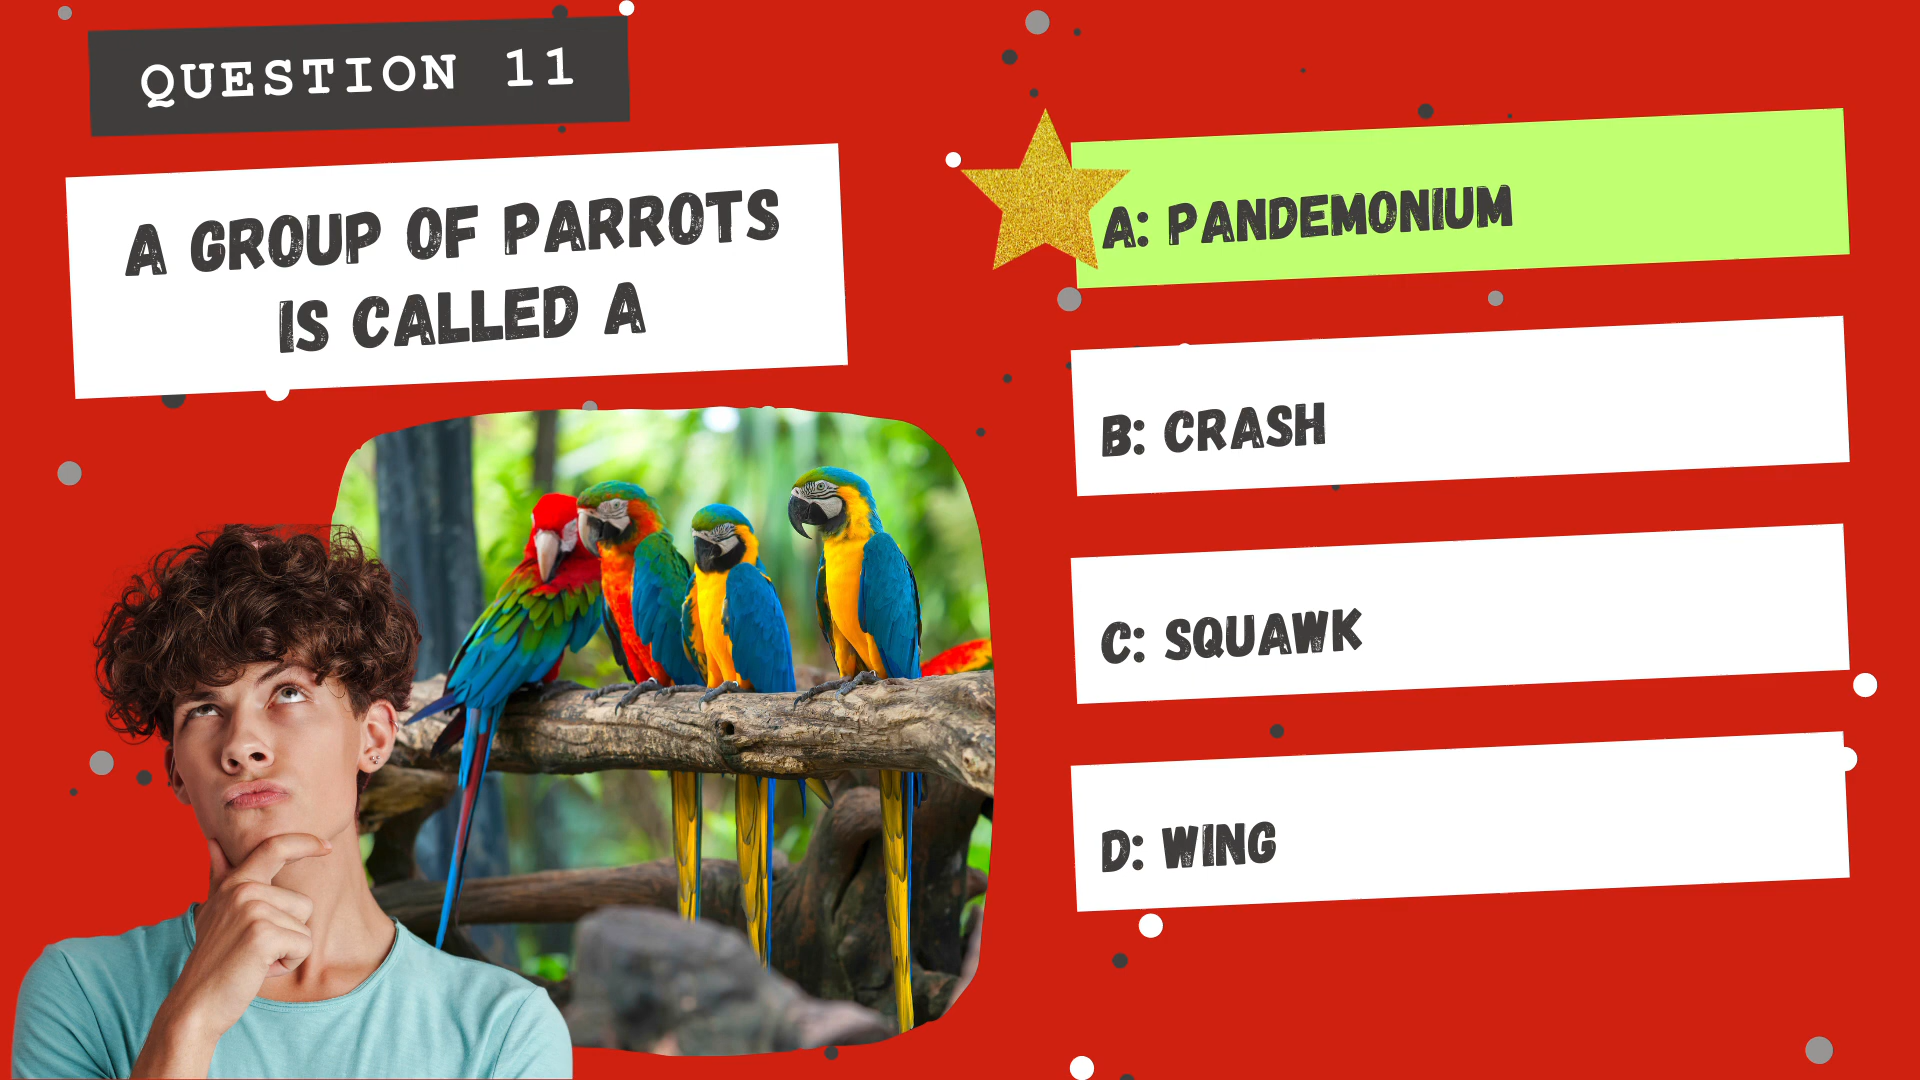 QUESTION 11
A GROUP OF PARROTS
IS CALLED A
A: PANDEMONIUM
B: CRASH
C: SQUAWK
D: WING